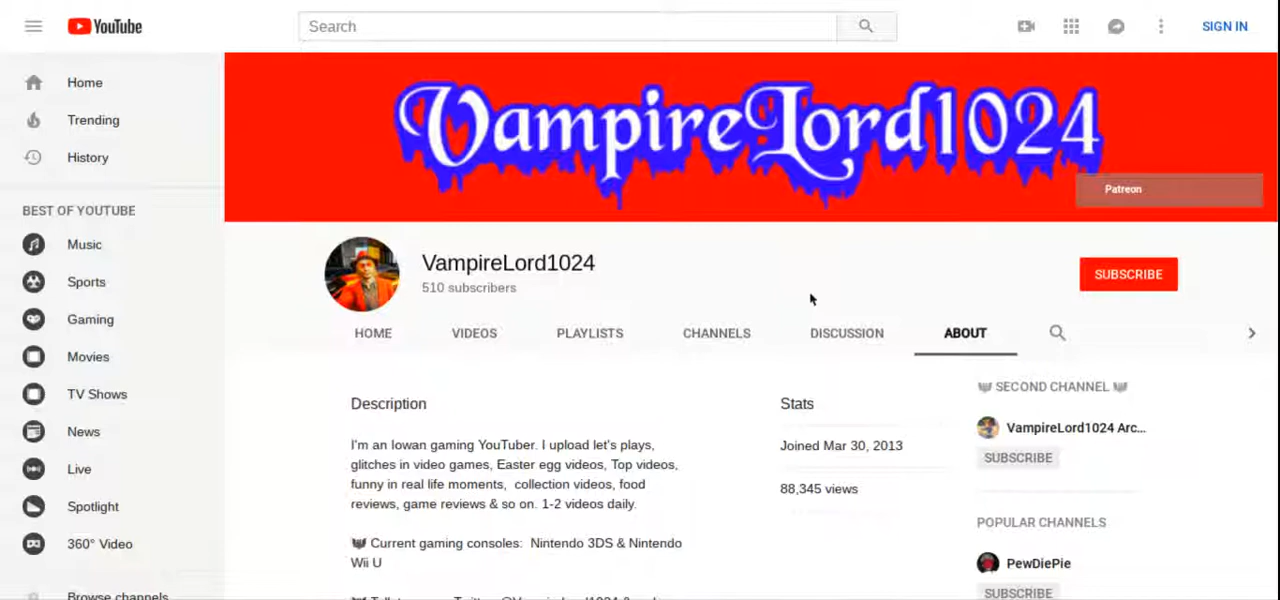 YouTube
Search
SIGN IN
Home
Trending
History
BEST OF YOUTUBE
Music
Sports
Gaming
Movies
TV Shows
News
Live
Spotlight
360° Video
Browse channels
VampireLord1024
Patreon
VampireLord1024
510 subscribers
SUBSCRIBE
HOME VIDEOS PLAYLISTS CHANNELS DISCUSSION ABOUT
Description
I'm an Iowan gaming YouTuber. I upload let's plays,
glitches in video games, Easter egg videos, Top videos,
funny in real life moments, collection videos, food
reviews, game reviews & so on. 1-2 videos daily.
Current gaming consoles: Nintendo 3DS & Nintendo
Wii U
Stats
Joined Mar 30, 2013
88,345 views
SECOND CHANNEL
VampireLord1024 Arc...
SUBSCRIBE
POPULAR CHANNELS
PewDiePie
SUBSCRIBE